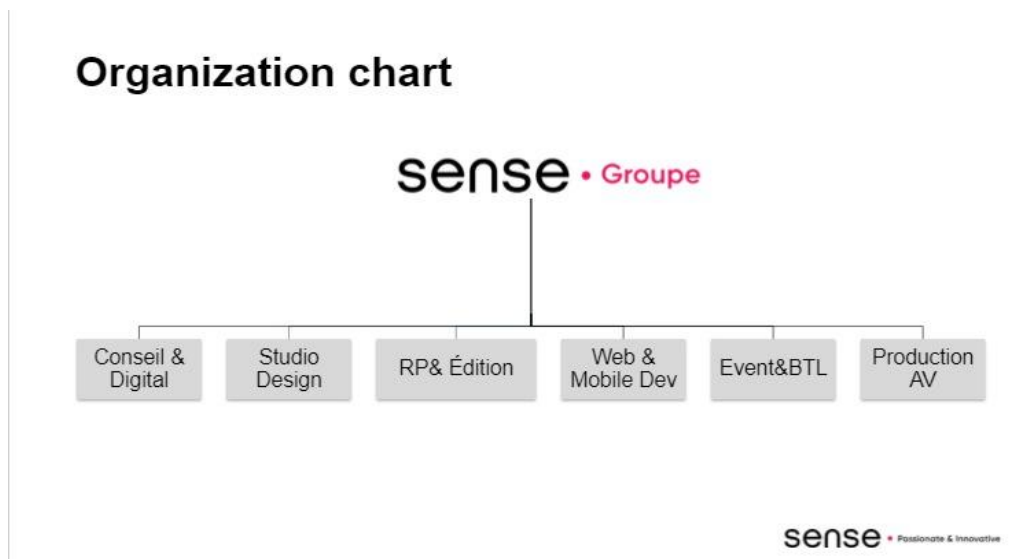 Organization chart
sense • Groupe
Conseil &
Digital
Studio
Design
RP& Édition
Web &
Mobile Dev
Event&BTL
Production
AV
sense • Passionate & Innovative